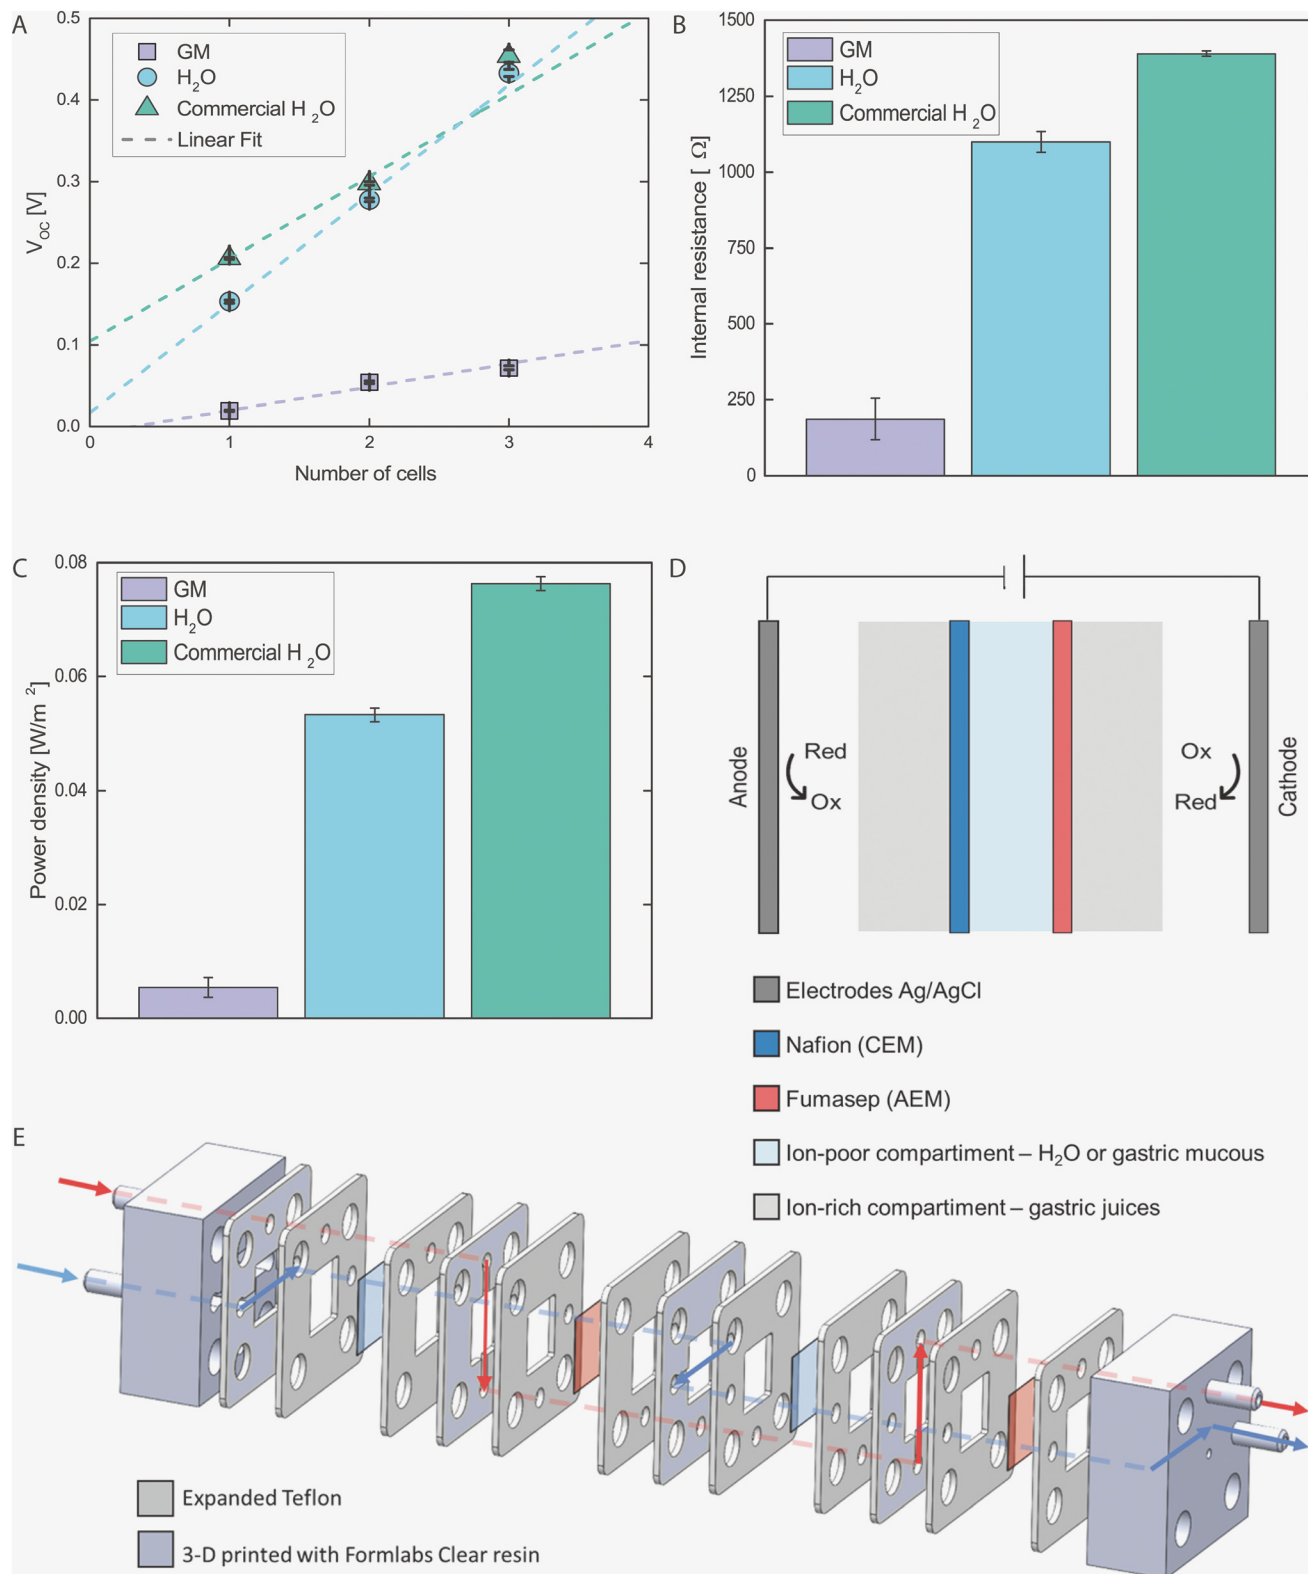 A
0.5
0.4
0.3
0.2
0.1
0.0
V_OC [V]
GM
H₂O
Commercial H ₂O
Linear Fit
0 1 2 3 4
Number of cells
B
1500
1250
1000
750
500
250
0
Internal resistance [ Ω]
GM
H₂O
Commercial H ₂O
C
0.08
0.06
0.04
0.02
0.00
Power density [W/m ²]
GM
H₂O
Commercial H ₂O
D
Anode
Red
Ox
Ox
Red
Cathode
Electrodes Ag/AgCl
Nafion (CEM)
Fumasep (AEM)
Ion-poor compartiment – H₂O or gastric mucous
Ion-rich compartiment – gastric juices
E
Expanded Teflon
3-D printed with Formlabs Clear resin